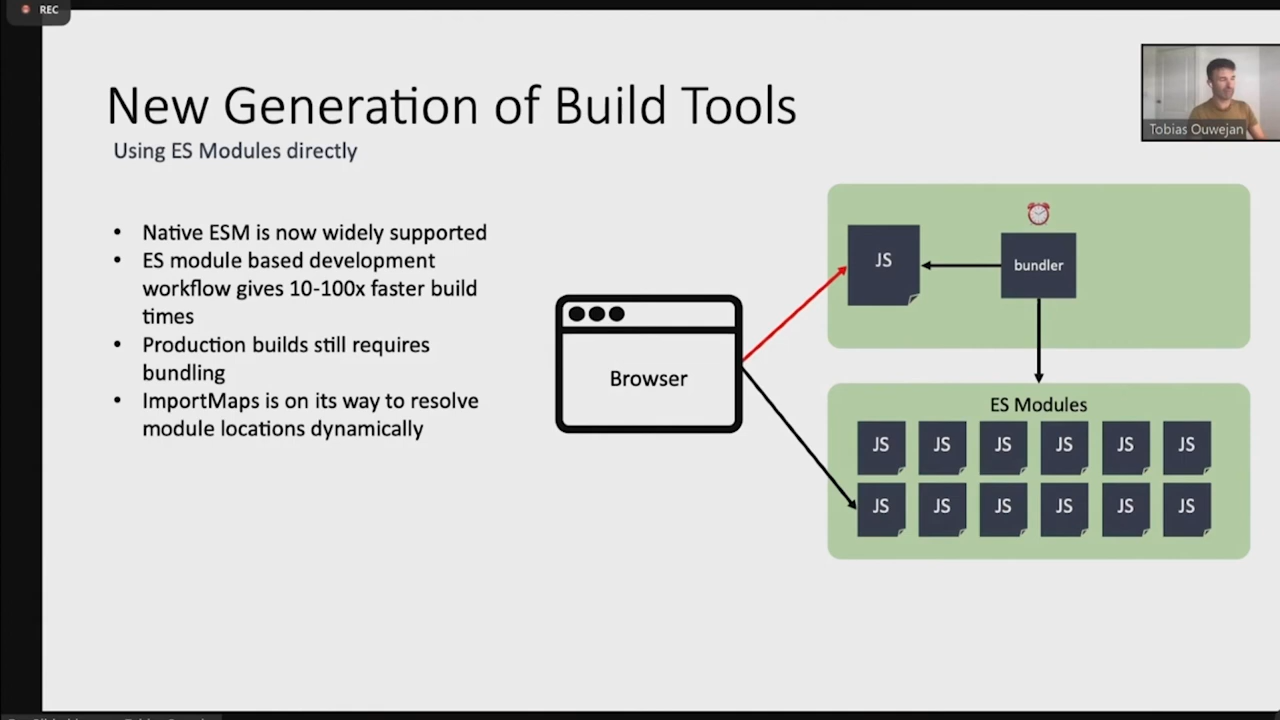 REC
New Generation of Build Tools
Using ES Modules directly
Tobias Ouwejan
• Native ESM is now widely supported
• ES module based development
workflow gives 10-100x faster build
times
• Production builds still requires
bundling
• ImportMaps is on its way to resolve
module locations dynamically
Browser
JS
bundler
ES Modules
JS JS JS JS JS JS
JS JS JS JS JS JS